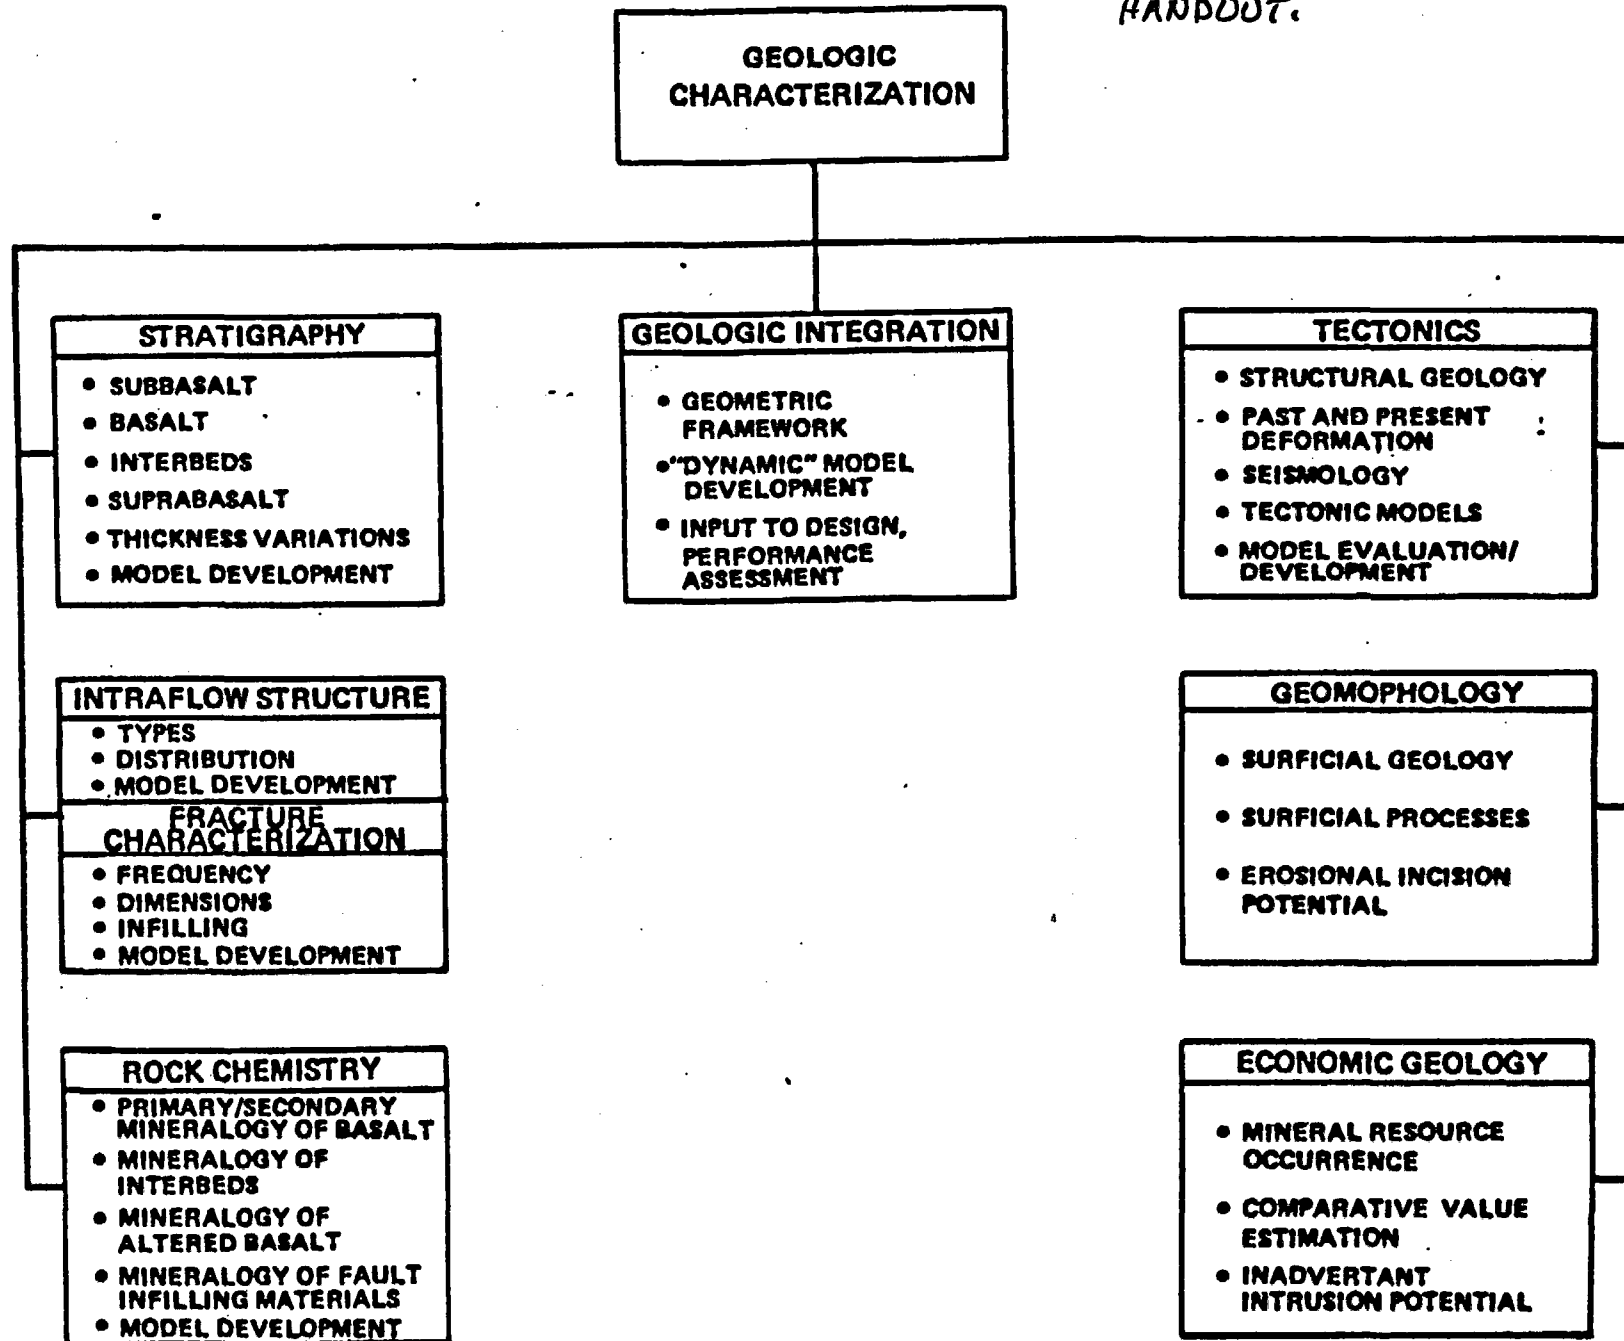 HANDOUT.
GEOLOGIC
CHARACTERIZATION
STRATIGRAPHY
• SUBBASALT
• BASALT
• INTERBEDS
• SUPRABASALT
• THICKNESS VARIATIONS
• MODEL DEVELOPMENT
INTRAFLOW STRUCTURE
• TYPES
• DISTRIBUTION
• MODEL DEVELOPMENT
FRACTURE
CHARACTERIZATION
• FREQUENCY
• DIMENSIONS
• INFILLING
• MODEL DEVELOPMENT
ROCK CHEMISTRY
• PRIMARY/SECONDARY
MINERALOGY OF BASALT
• MINERALOGY OF
INTERBEDS
• MINERALOGY OF
ALTERED BASALT
• MINERALOGY OF FAULT
INFILLING MATERIALS
• MODEL DEVELOPMENT
GEOLOGIC INTEGRATION
• GEOMETRIC
FRAMEWORK
• "DYNAMIC" MODEL
DEVELOPMENT
• INPUT TO DESIGN,
PERFORMANCE
ASSESSMENT
TECTONICS
• STRUCTURAL GEOLOGY
• PAST AND PRESENT
DEFORMATION
• SEISMOLOGY
• TECTONIC MODELS
• MODEL EVALUATION/
DEVELOPMENT
GEOMOPHOLOGY
• SURFICIAL GEOLOGY
• SURFICIAL PROCESSES
• EROSIONAL INCISION
POTENTIAL
ECONOMIC GEOLOGY
• MINERAL RESOURCE
OCCURRENCE
• COMPARATIVE VALUE
ESTIMATION
• INADVERTANT
INTRUSION POTENTIAL